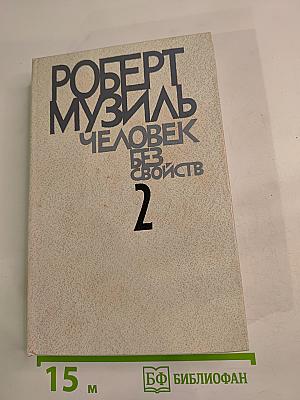 РОБЕРТ
МУЗИЛЬ
ЧЕЛОВЕК
БЕЗ
СВОЙСТВ
2
15 м
БФ БИБЛИОФАН